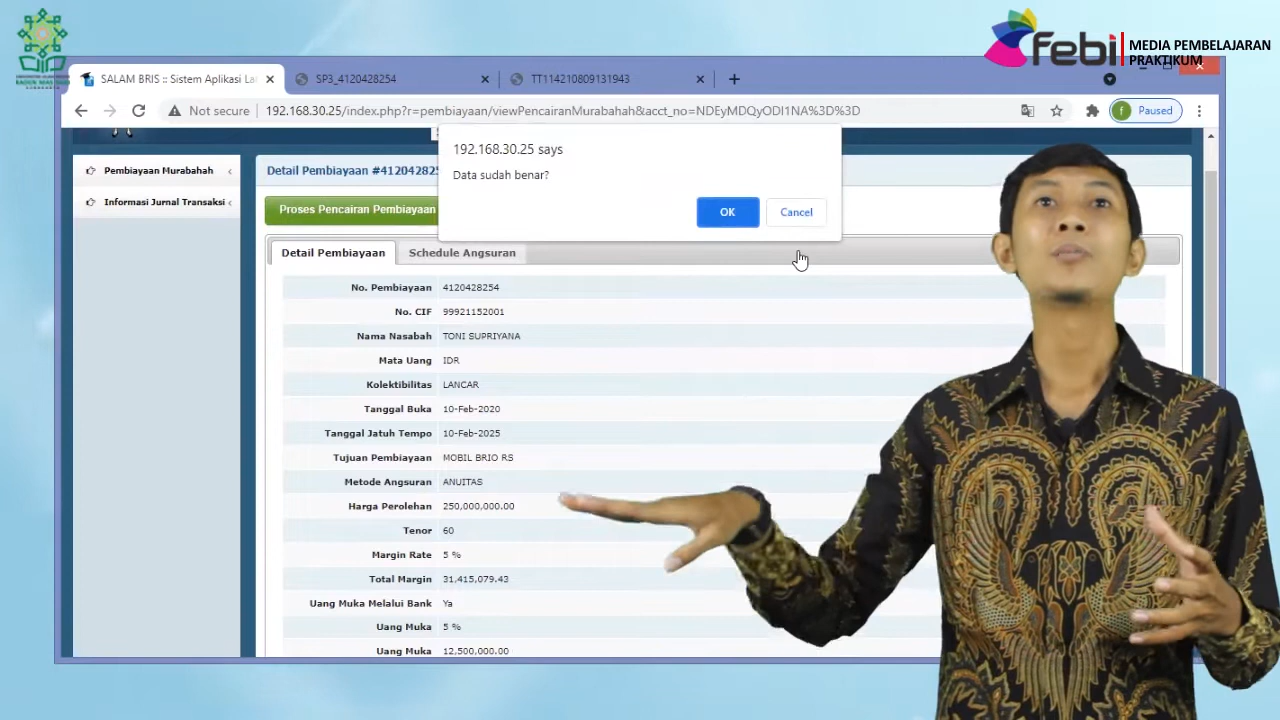 febi
MEDIA PEMBELAJARAN
PRAKTIKUM
SALAM BRIS :: Sistem Aplikasi La
SP3_4120428254
TT114210809131943
Not secure
192.168.30.25/index.php?r=pembiayaan/viewPencairanMurabahah&acct_no=NDEyMDQyODI1NA%3D%3D
f
Paused
192.168.30.25 says
Data sudah benar?
OK
Cancel
Pembiayaan Murabahah
Informasi Jurnal Transaksi
Detail Pembiayaan #412042825
Proses Pencairan Pembiayaan
Detail Pembiayaan
Schedule Angsuran
No. Pembiayaan 4120428254
No. CIF 99921152001
Nama Nasabah TONI SUPRIYANA
Mata Uang IDR
Kolektibilitas LANCAR
Tanggal Buka 10-Feb-2020
Tanggal Jatuh Tempo 10-Feb-2025
Tujuan Pembiayaan MOBIL BRIO RS
Metode Angsuran ANUITAS
Harga Perolehan 250,000,000.00
Tenor 60
Margin Rate 5 %
Total Margin 31,415,079.43
Uang Muka Melalui Bank Ya
Uang Muka 5 %
Uang Muka 12,500,000.00